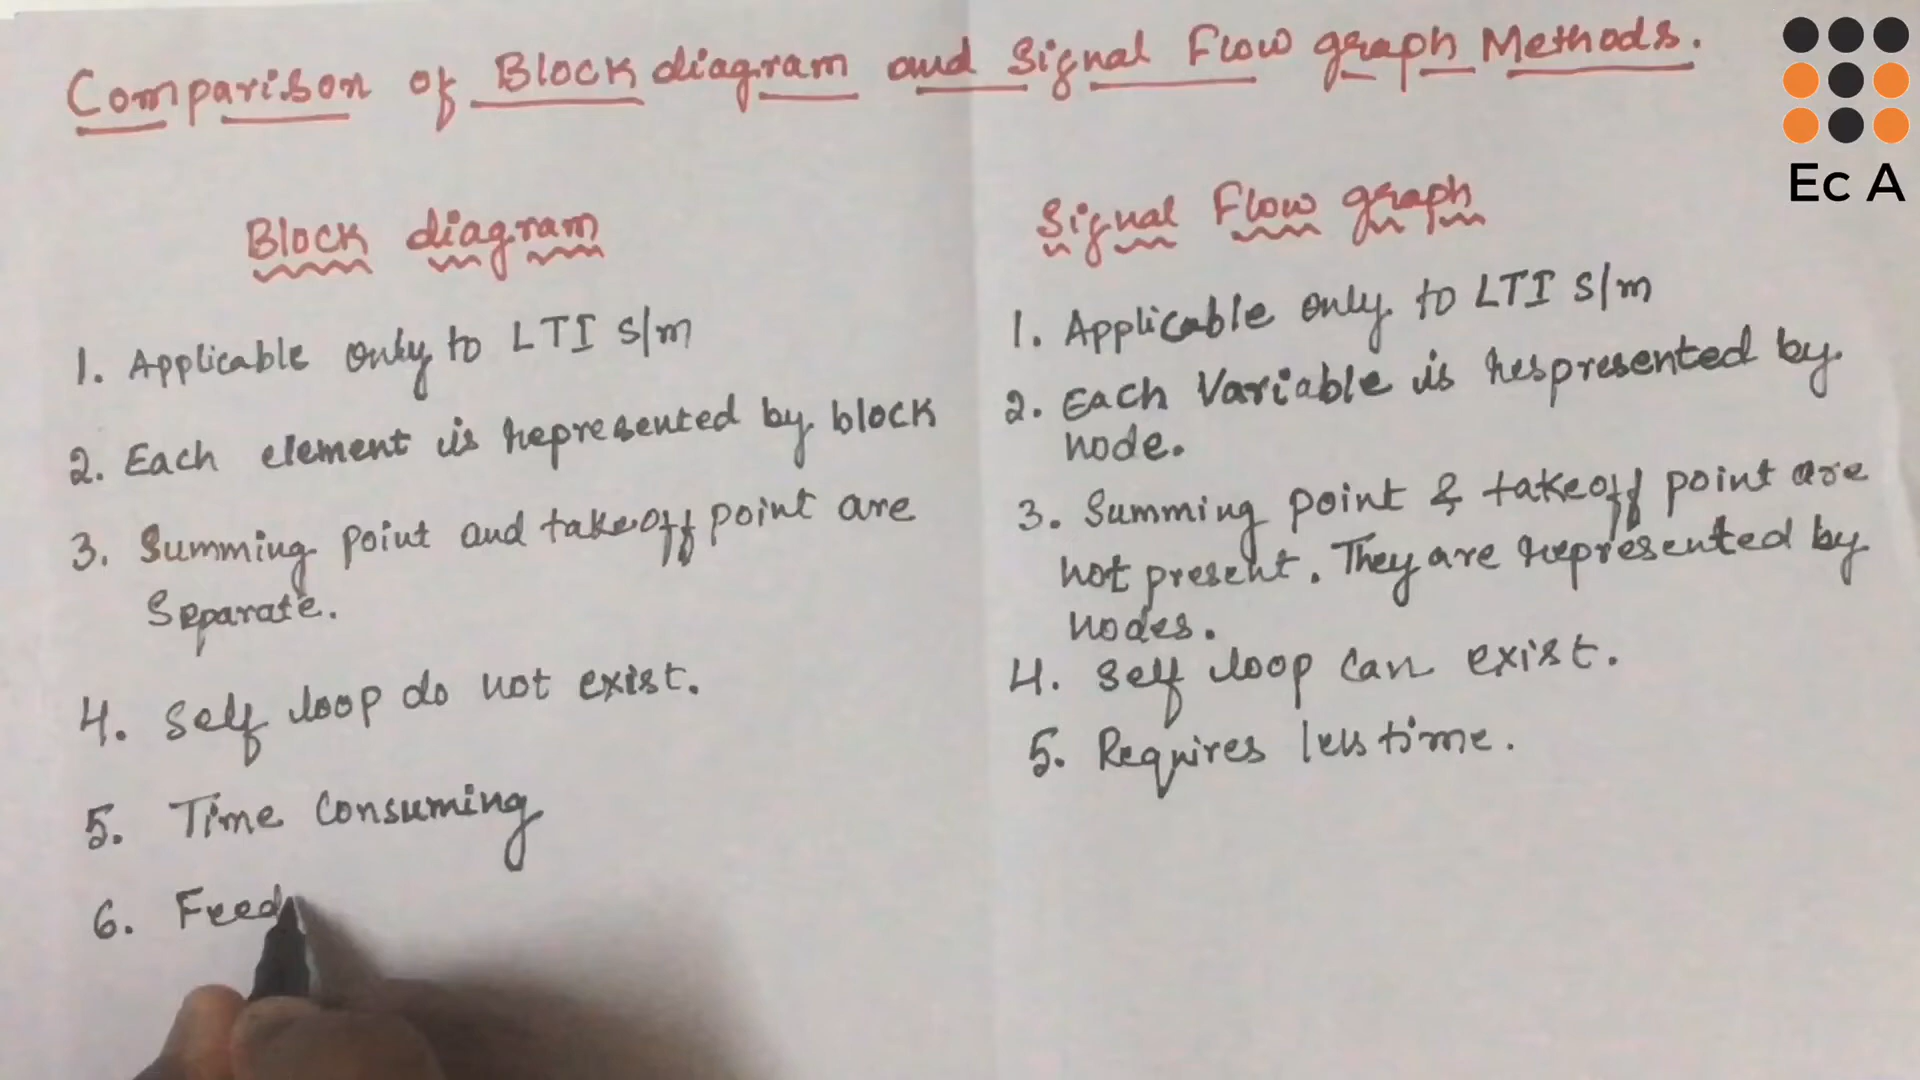 Comparison of Block diagram and Signal Flow graph Methods.
Ec A
Block diagram
1. Applicable only to LTI s/m
2. Each element is represented by block
3. Summing point and takeoff point are
Separate.
4. Self loop do not exist.
5. Time Consuming
6. Feed
Signal Flow graph
1. Applicable only to LTI s/m
2. Each Variable is respresented by
node.
3. Summing point & takeoff point are
not present. They are represented by
nodes.
4. Self loop can exist.
5. Requires less time.